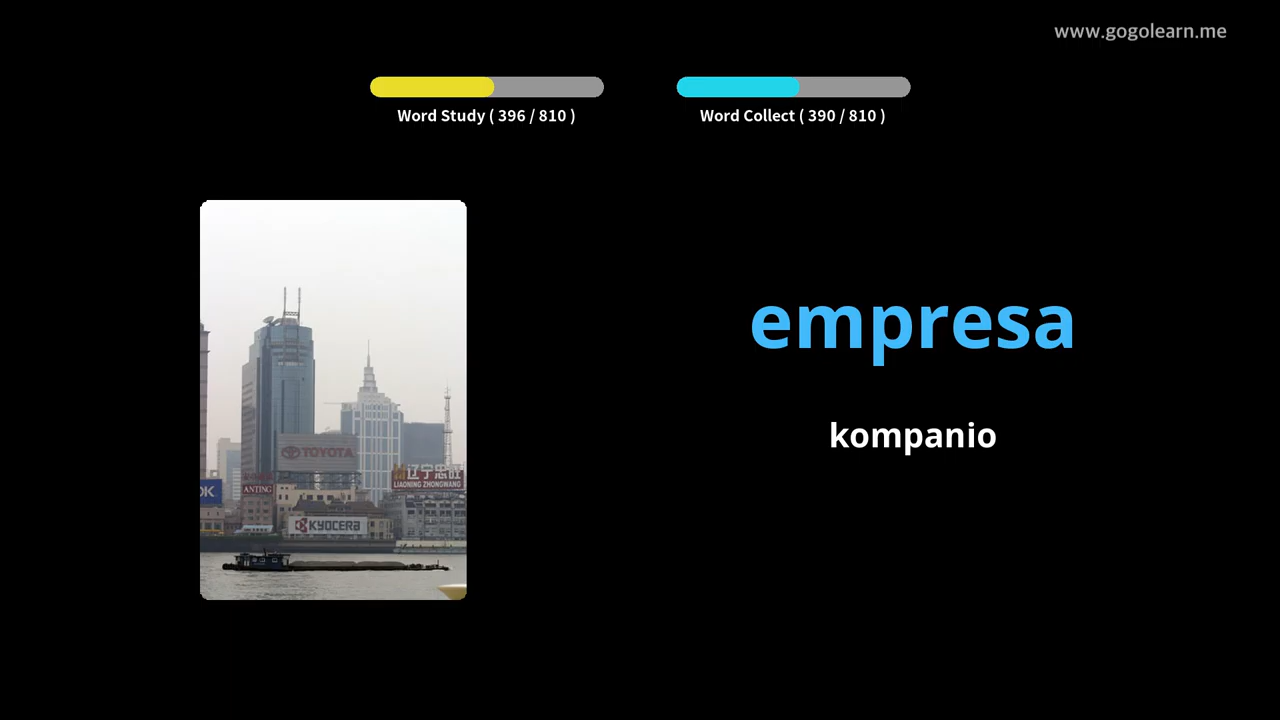 www.gogolearn.me
Word Study ( 396 / 810 )
Word Collect ( 390 / 810 )
empresa
kompanio
TOYOTA
辽宁忠旺
LIAONING ZHONGWANG
OK
ANTING
KYOCERA